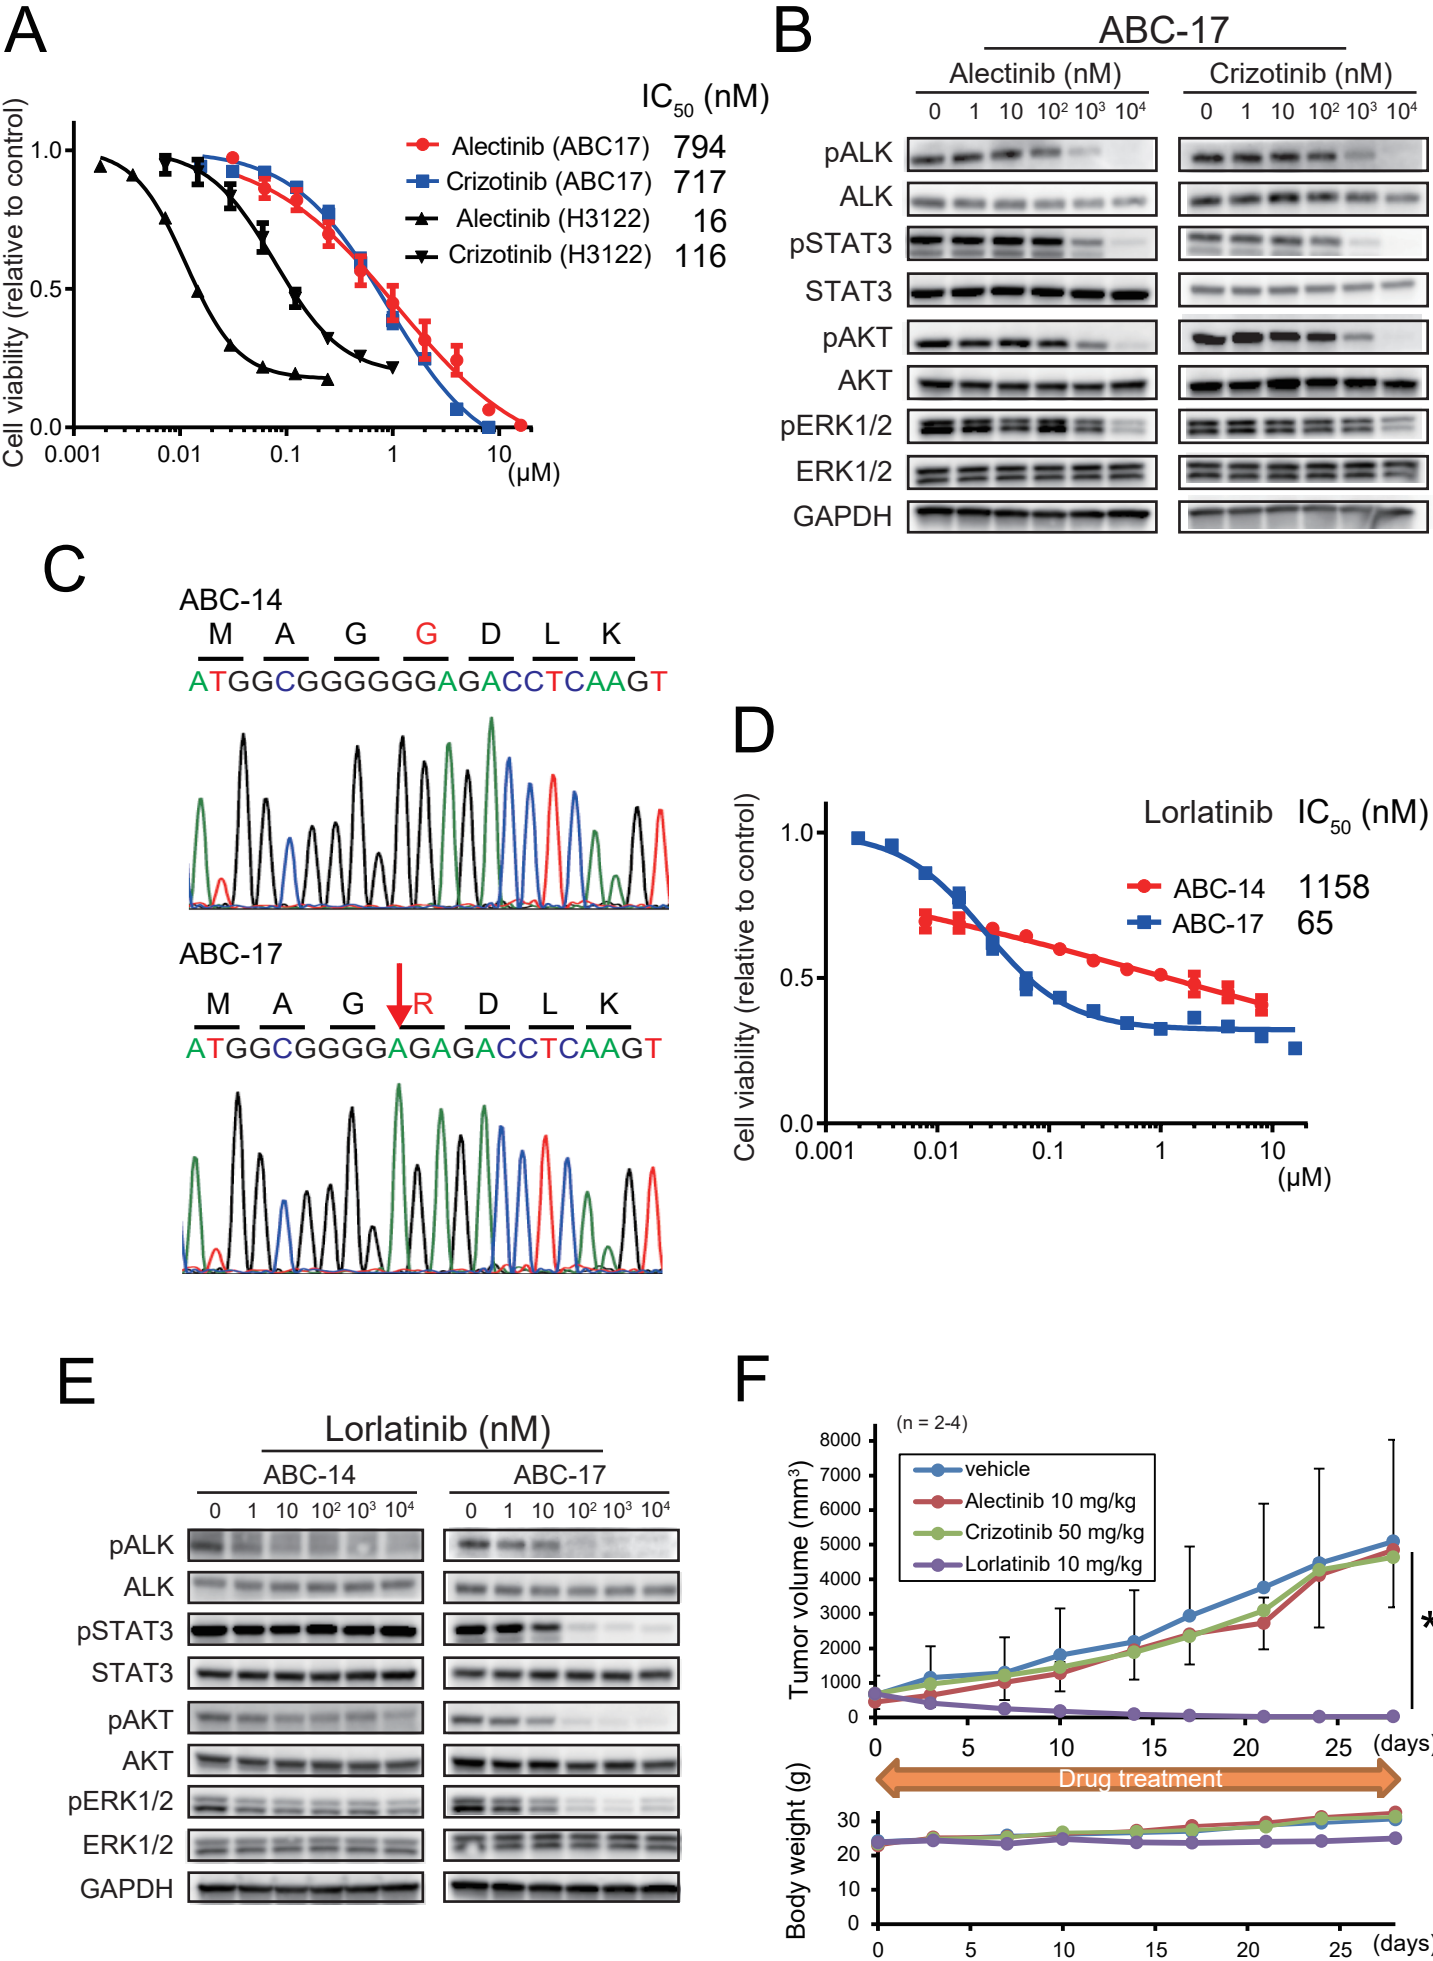 A
IC50 (nM)
Cell viability (relative to control)
1.0
0.5
0.0
0.001 0.01 0.1 1 10
(µM)
Alectinib (ABC17) 794
Crizotinib (ABC17) 717
Alectinib (H3122) 16
Crizotinib (H3122) 116
B
ABC-17
Alectinib (nM) Crizotinib (nM)
0 1 10 10² 10³ 10⁴ 0 1 10 10² 10³ 10⁴
pALK
ALK
pSTAT3
STAT3
pAKT
AKT
pERK1/2
ERK1/2
GAPDH
C
ABC-14
M A G G D L K
ATGGCGGGGGGAGACCTCAAGT
ABC-17
M A G R D L K
ATGGCGGGGAGAGACCTCAAGT
D
Lorlatinib IC50 (nM)
ABC-14 1158
ABC-17 65
Cell viability (relative to control)
1.0
0.5
0.0
0.001 0.01 0.1 1 10
(µM)
E
Lorlatinib (nM)
ABC-14 ABC-17
0 1 10 10² 10³ 10⁴ 0 1 10 10² 10³ 10⁴
pALK
ALK
pSTAT3
STAT3
pAKT
AKT
pERK1/2
ERK1/2
GAPDH
F
(n = 2-4)
Tumor volume (mm³)
8000
7000
6000
5000
4000
3000
2000
1000
0
vehicle
Alectinib 10 mg/kg
Crizotinib 50 mg/kg
Lorlatinib 10 mg/kg
*
0 5 10 15 20 25 (days)
Drug treatment
Body weight (g)
30
20
10
0
0 5 10 15 20 25 (days)